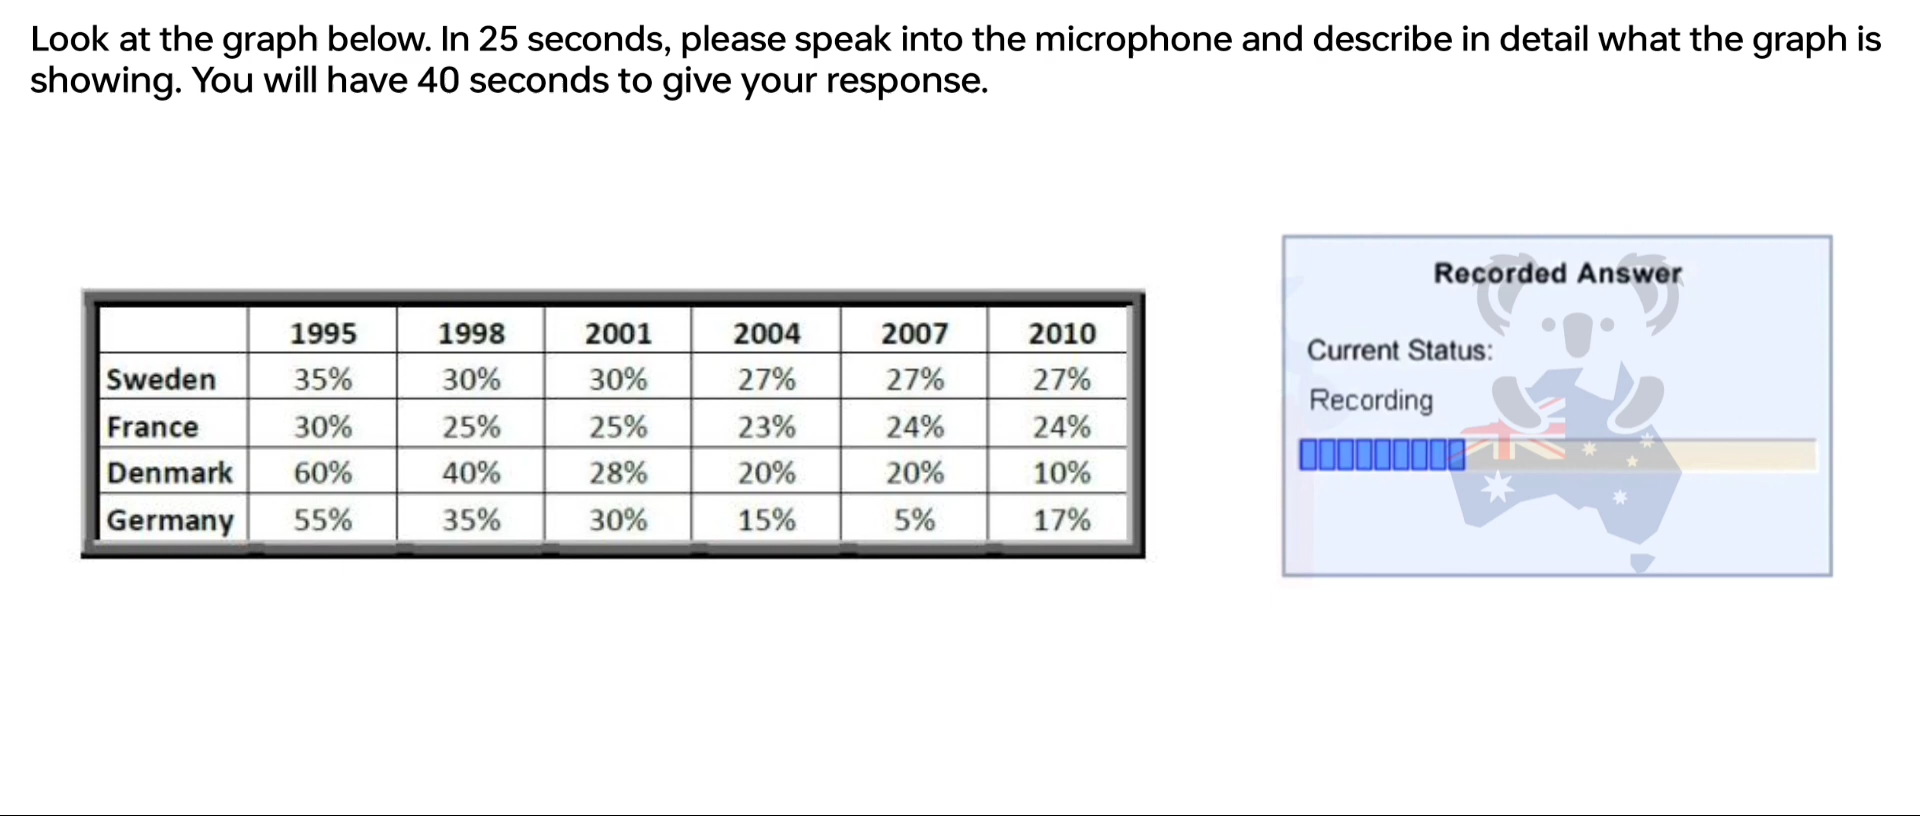 Look at the graph below. In 25 seconds, please speak into the microphone and describe in detail what the graph is
showing. You will have 40 seconds to give your response.
1995 1998 2001 2004 2007 2010
Sweden 35% 30% 30% 27% 27% 27%
France 30% 25% 25% 23% 24% 24%
Denmark 60% 40% 28% 20% 20% 10%
Germany 55% 35% 30% 15% 5% 17%
Recorded Answer
Current Status:
Recording